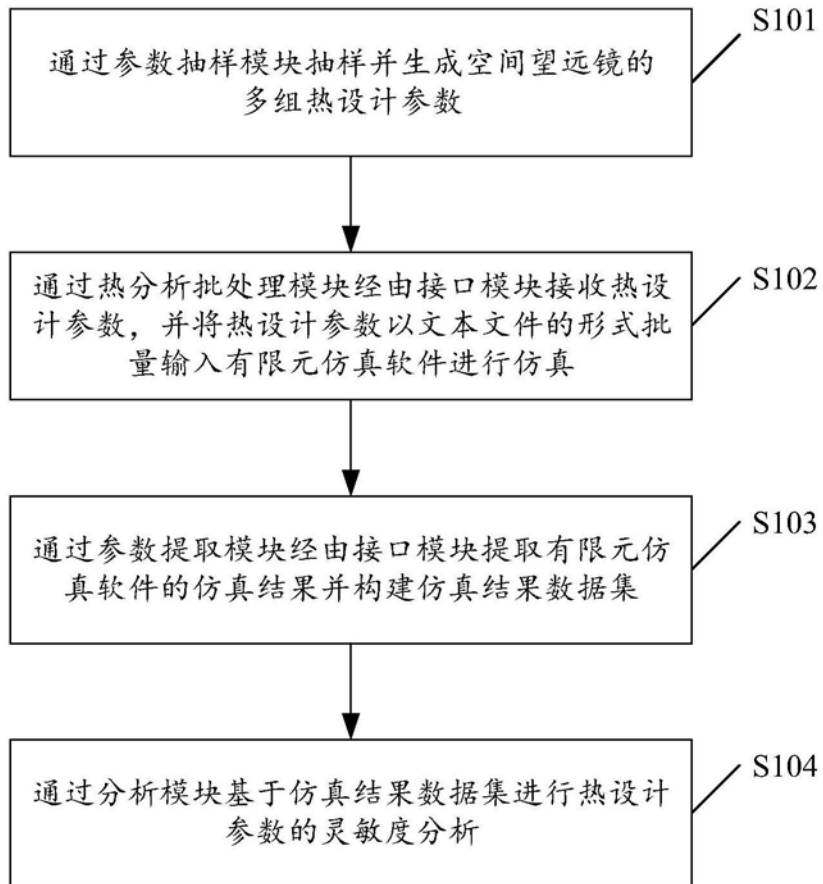 S101
通过参数抽样模块抽样并生成空间望远镜的
多组热设计参数
S102
通过热分析批处理模块经由接口模块接收热设
计参数，并将热设计参数以文本文件的形式批
量输入有限元仿真软件进行仿真
S103
通过参数提取模块经由接口模块提取有限元仿
真软件的仿真结果并构建仿真结果数据集
S104
通过分析模块基于仿真结果数据集进行热设计
参数的灵敏度分析